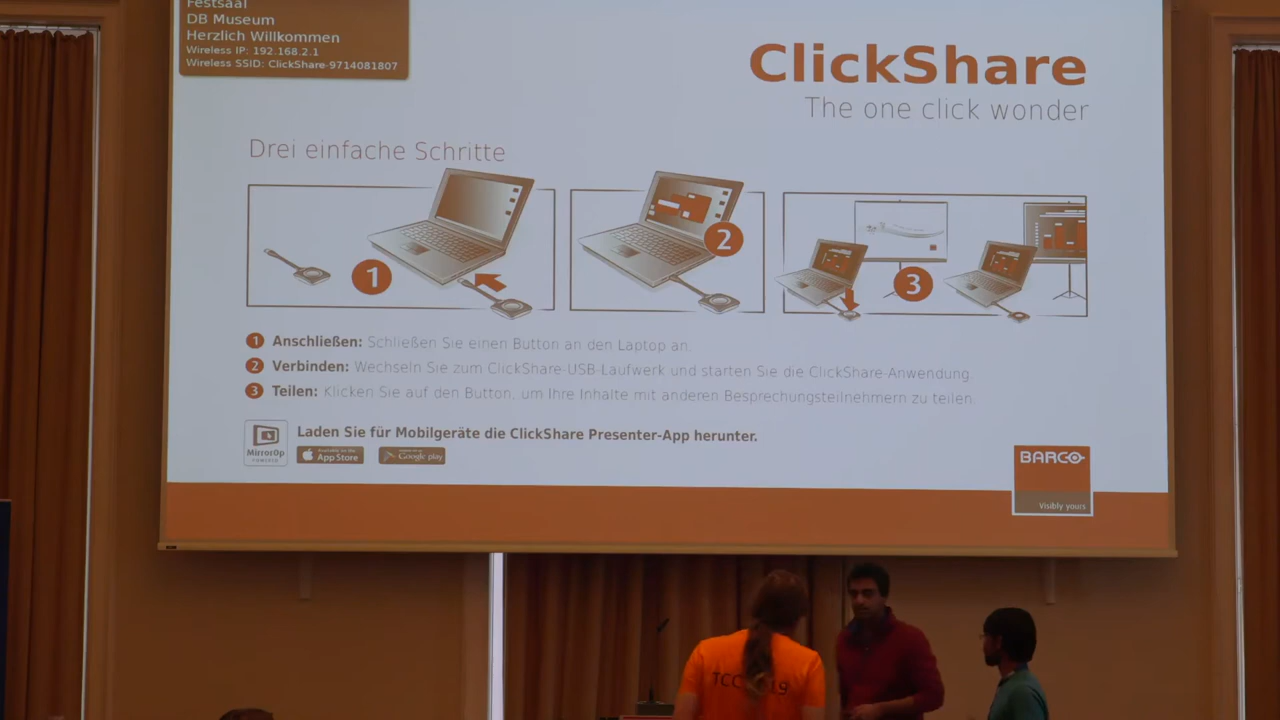 Festsaal
DB Museum
Herzlich Willkommen
Wireless IP: 192.168.2.1
Wireless SSID: ClickShare-9714081807
ClickShare
The one click wonder
Drei einfache Schritte
1
2
3
1 Anschließen: Schließen Sie einen Button an den Laptop an.
2 Verbinden: Wechseln Sie zum ClickShare-USB-Laufwerk und starten Sie die ClickShare-Anwendung.
3 Teilen: Klicken Sie auf den Button, um Ihre Inhalte mit anderen Besprechungsteilnehmern zu teilen.
Laden Sie für Mobilgeräte die ClickShare Presenter-App herunter.
MirrorOp
POWERED
App Store
Google play
BARCO
Visibly yours